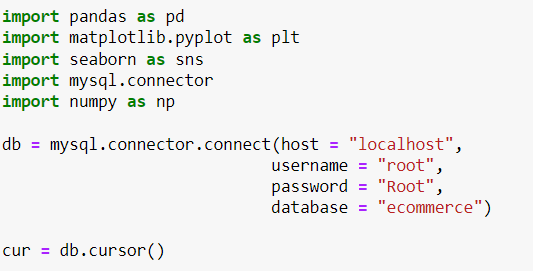 import pandas as pd
import matplotlib.pyplot as plt
import seaborn as sns
import mysql.connector
import numpy as np

db = mysql.connector.connect(host = "localhost",
                            username = "root",
                            password = "Root",
                            database = "ecommerce")

cur = db.cursor()